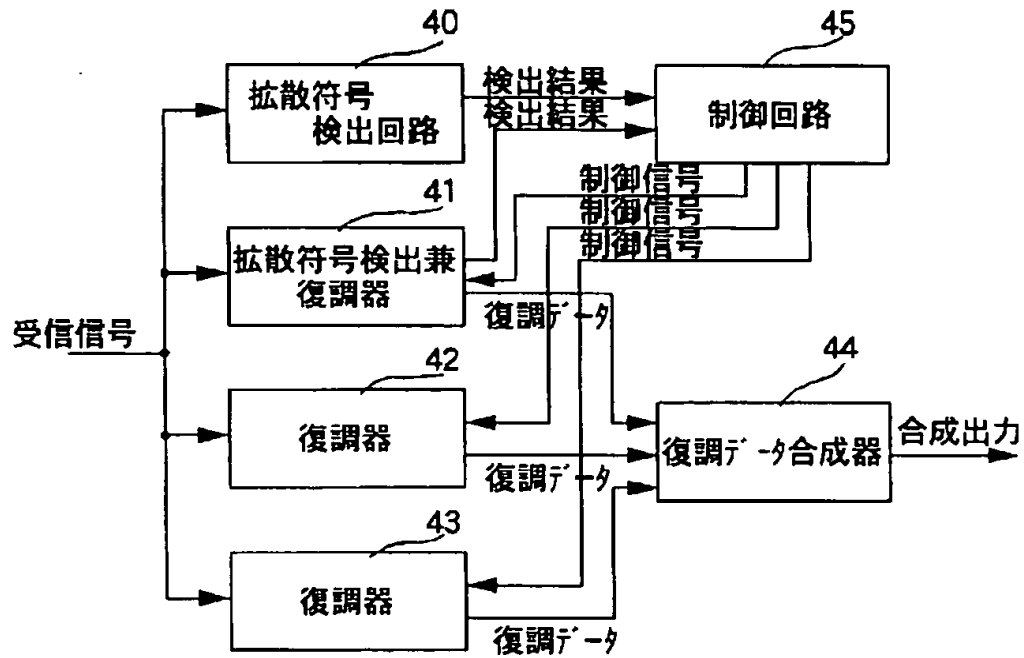 40
45
拡散符号
検出回路
検出結果
検出結果
制御回路
41
制御信号
制御信号
制御信号
拡散符号検出兼
復調器
復調データ
受信信号
42
44
復調器
復調データ合成器
合成出力
復調データ
43
復調器
復調データ